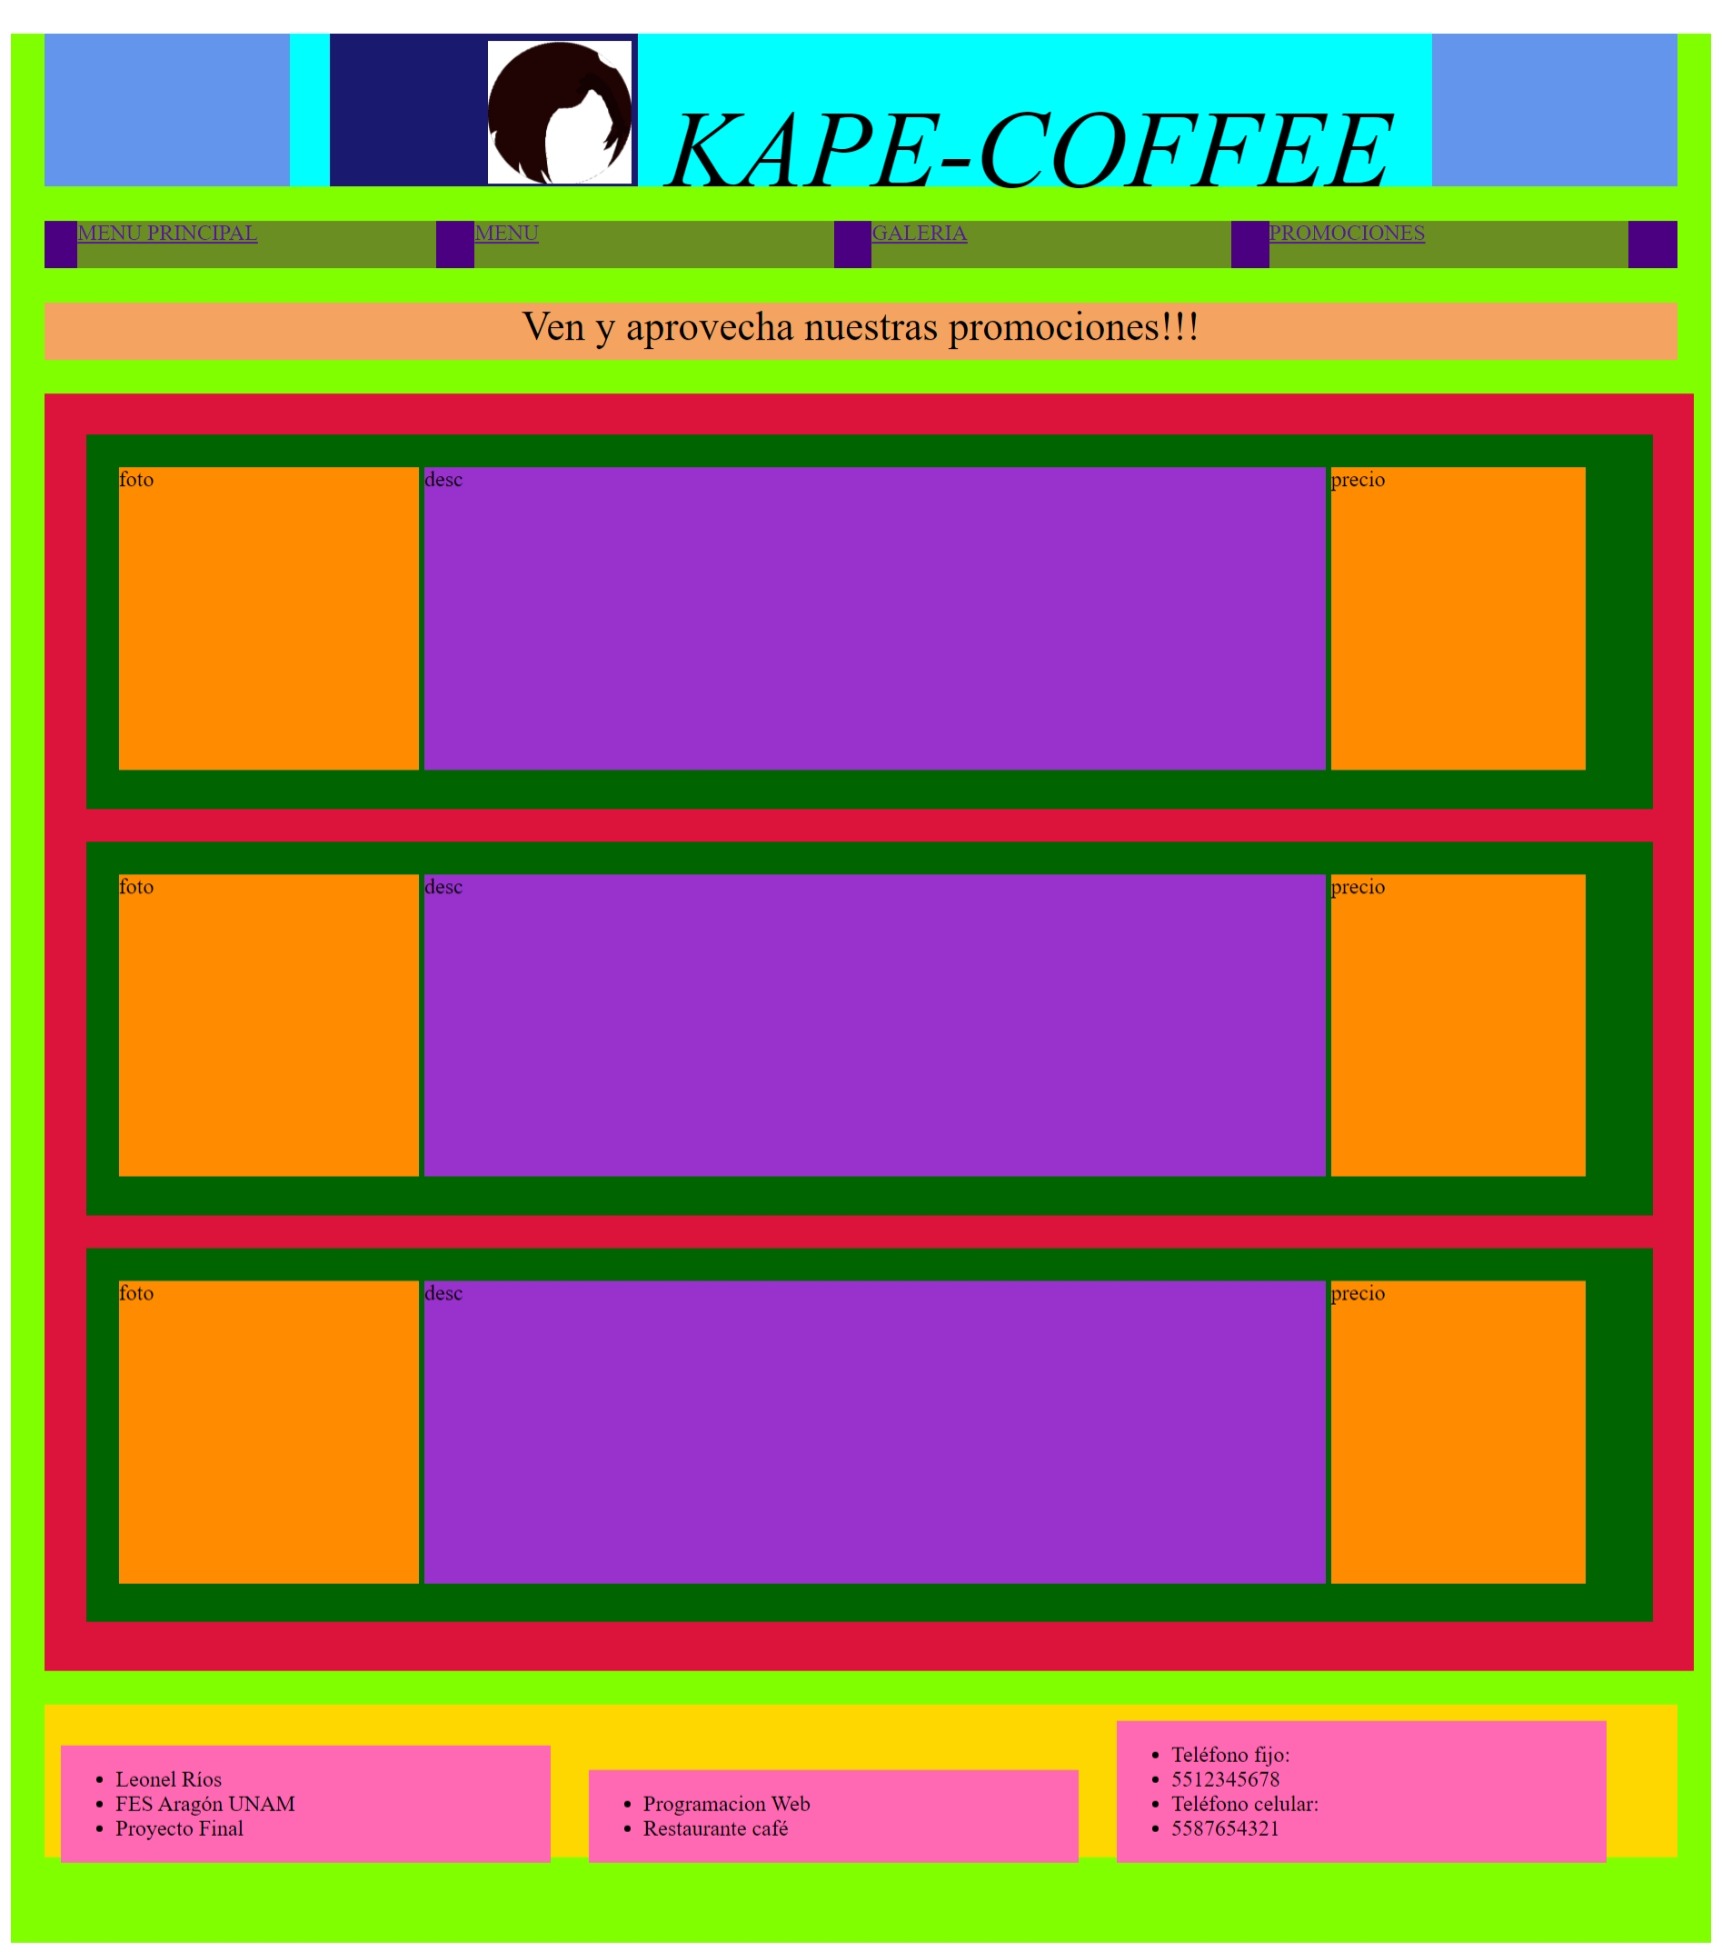 KAPE-COFFEE
MENU PRINCIPAL
MENU
GALERIA
PROMOCIONES
Ven y aprovecha nuestras promociones!!!
foto
desc
precio
foto
desc
precio
foto
desc
precio
Leonel Ríos
FES Aragón UNAM
Proyecto Final
Programacion Web
Restaurante café
Teléfono fijo:
5512345678
Teléfono celular:
5587654321